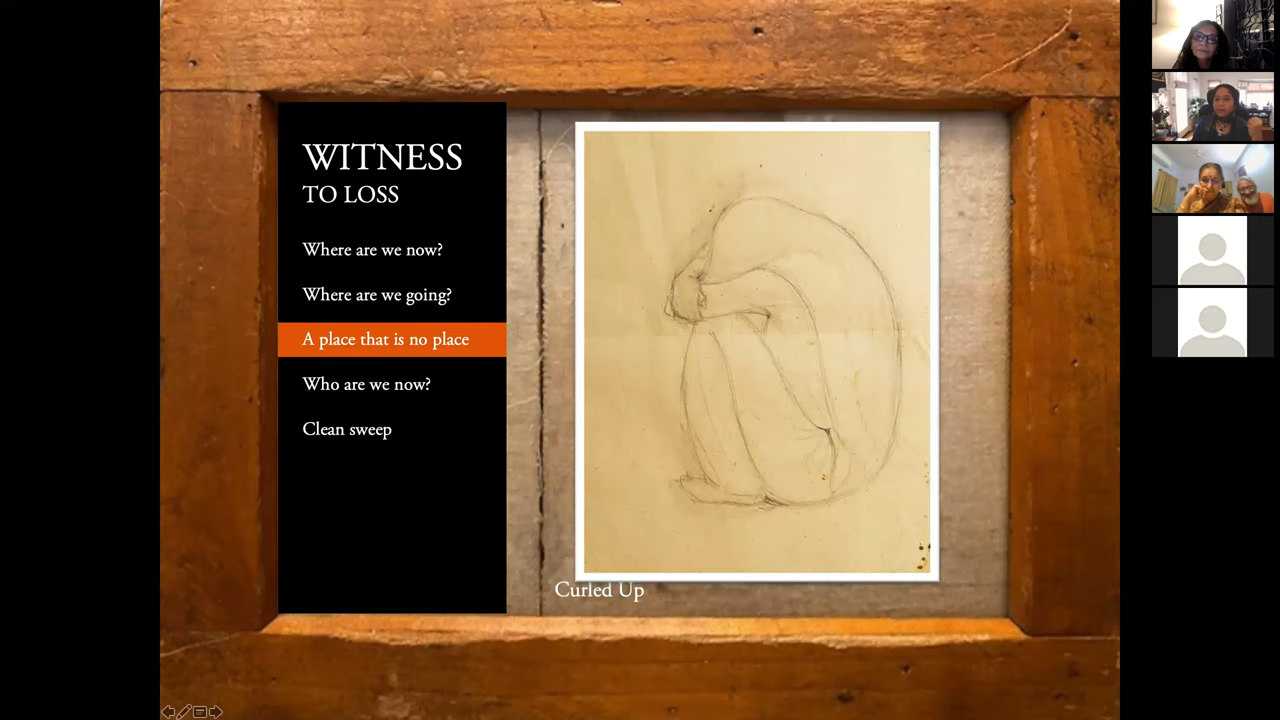 WITNESS
TO LOSS
Where are we now?
Where are we going?
A place that is no place
Who are we now?
Clean sweep
Curled Up